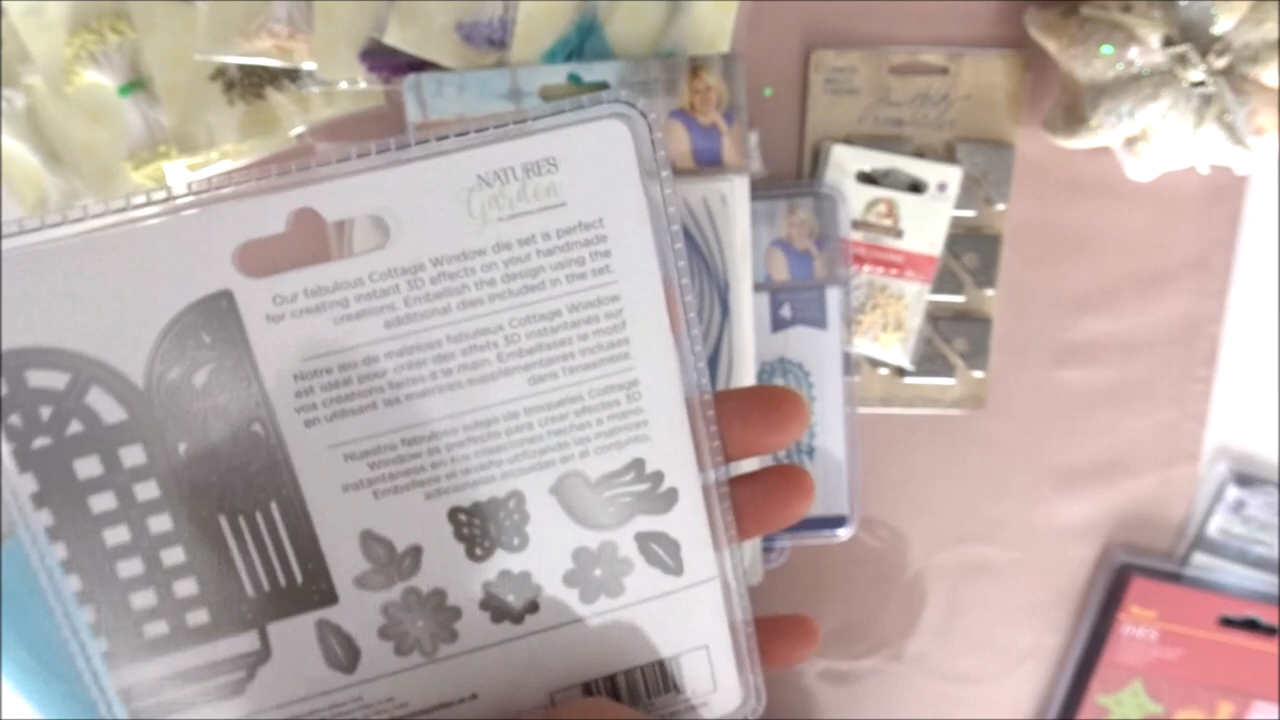 NATURE'S
Garden
Our fabulous Cottage Window die set is perfect
for creating instant 3D effects on your handmade
creations. Embellish the design using the
additional dies included in the set.
Notre jeu de matrices fabuleux Cottage Window
est idéal pour créer des effets 3D instantanés sur
vos créations faites à la main. Embellissez le motif
en utilisant les matrices supplémentaires incluses
dans l'ensemble.
Nuestro fabuloso juego de troqueles Cottage
Window es perfecto para crear efectos 3D
instantáneos en tus creaciones hechas a mano.
Embellece el diseño utilizando las matrices
adicionales incluidas en el conjunto.
4